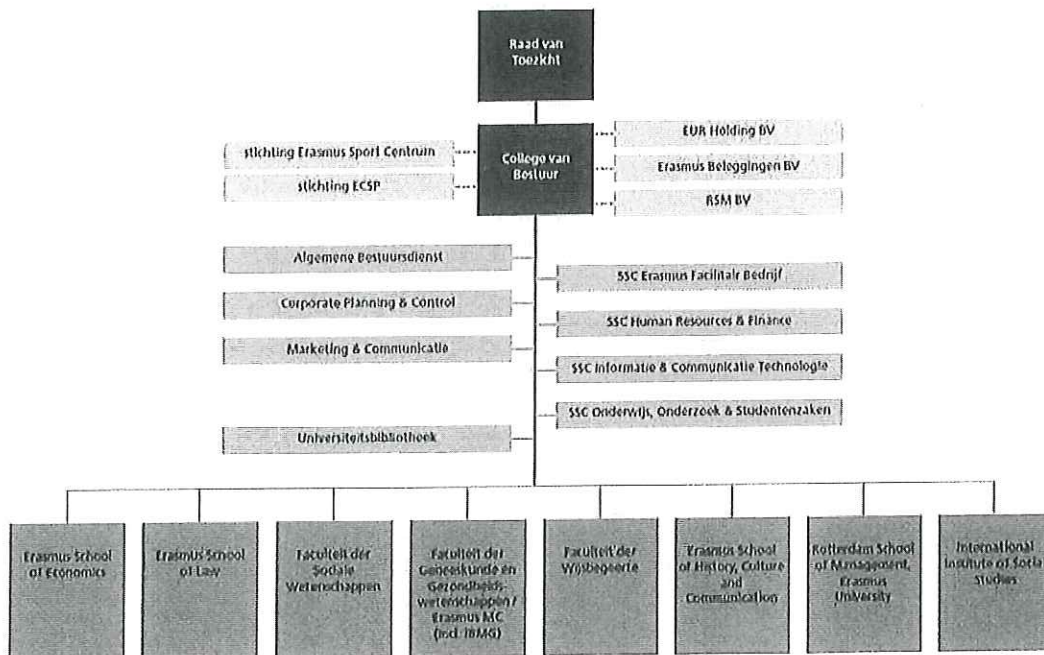 Raad van
Toezicht
College van
Bestuur
stichting Erasmus Sport Centrum
stichting ECSP
EUR Holding BV
Erasmus Beleggingen BV
RSM BV
Algemene Bestuursdienst
Corporate Planning & Control
Marketing & Communicatie
Universiteitsbibliotheek
SSC Erasmus Facilitair Bedrijf
SSC Human Resources & Finance
SSC Informatie & Communicatie Technologie
SSC Onderwijs, Onderzoek & Studentenzaken
Erasmus School
of Economics
Erasmus School
of Law
Faculteit der
Sociale
Wetenschappen
Faculteit der
Geneeskunde en
Gezondheids-
wetenschappen /
Erasmus MC
(incl. iBMG)
Faculteit der
Wijsbegeerte
Erasmus School
of History, Culture
and
Communication
Rotterdam School
of Management,
Erasmus
University
International
Institute of Social
Studies